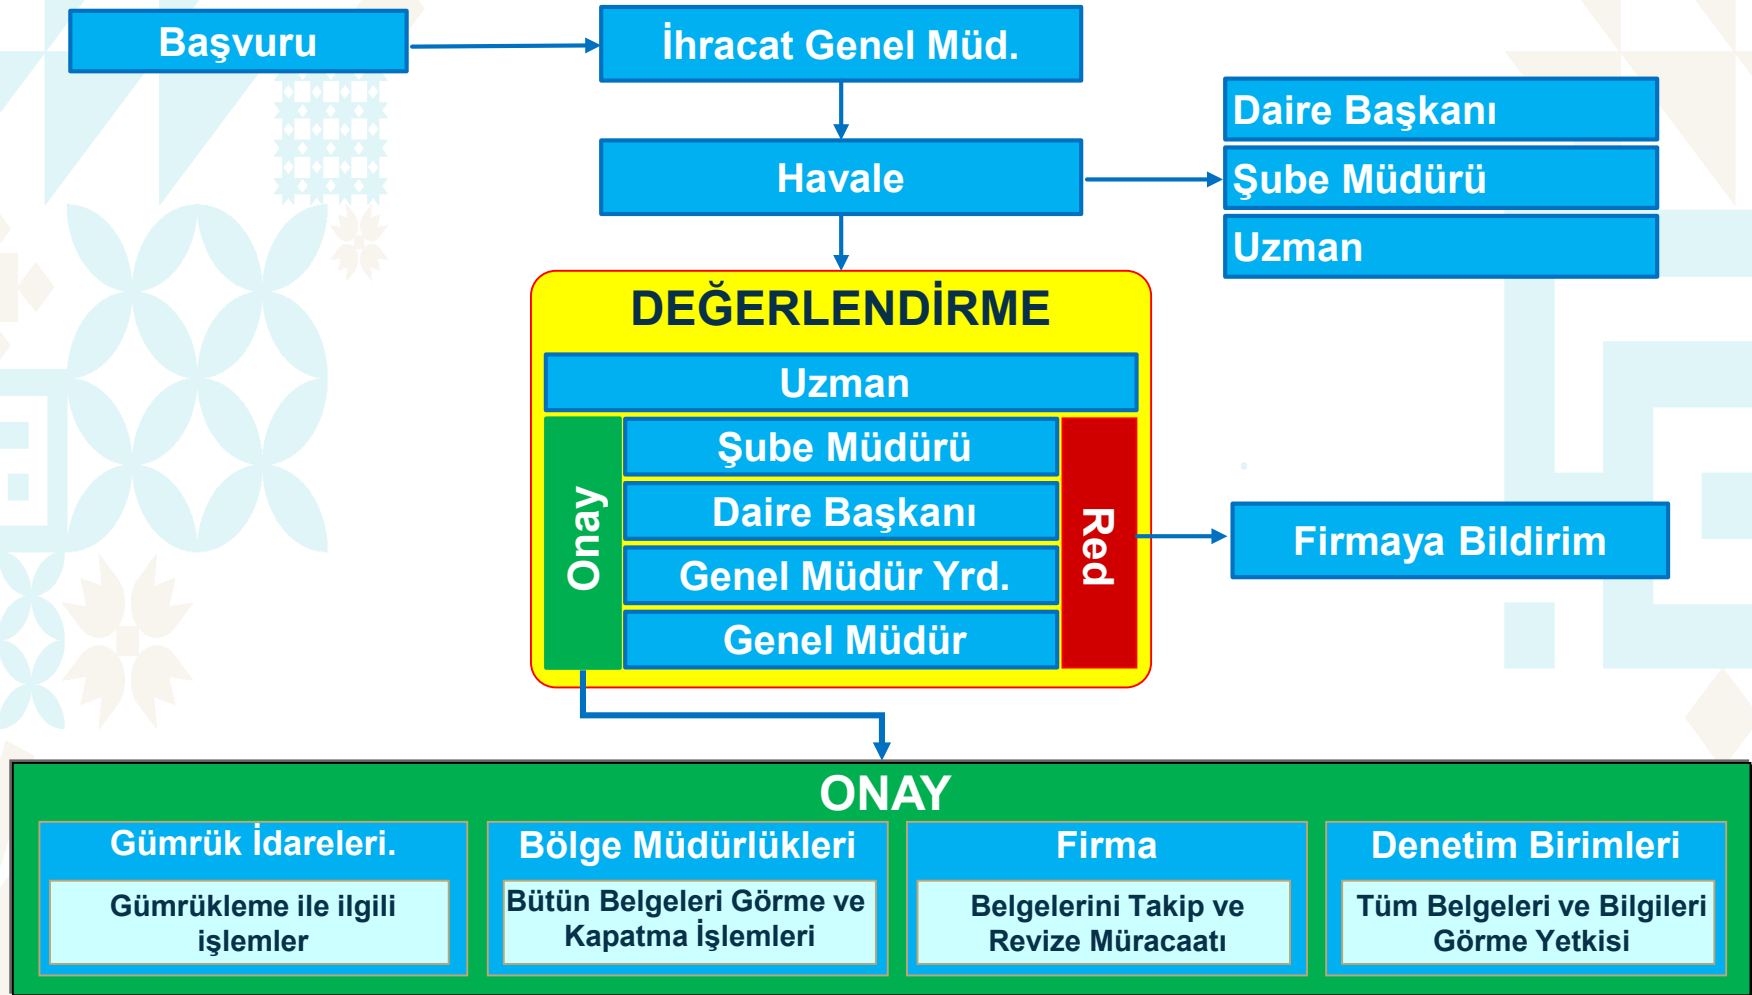 Başvuru
İhracat Genel Müd.
Havale
Daire Başkanı
Şube Müdürü
Uzman
DEĞERLENDİRME
Uzman
Onay
Şube Müdürü
Daire Başkanı
Genel Müdür Yrd.
Genel Müdür
Red
Firmaya Bildirim
ONAY
Gümrük İdareleri.
Gümrükleme ile ilgili
işlemler
Bölge Müdürlükleri
Bütün Belgeleri Görme ve
Kapatma İşlemleri
Firma
Belgelerini Takip ve
Revize Müracaatı
Denetim Birimleri
Tüm Belgeleri ve Bilgileri
Görme Yetkisi